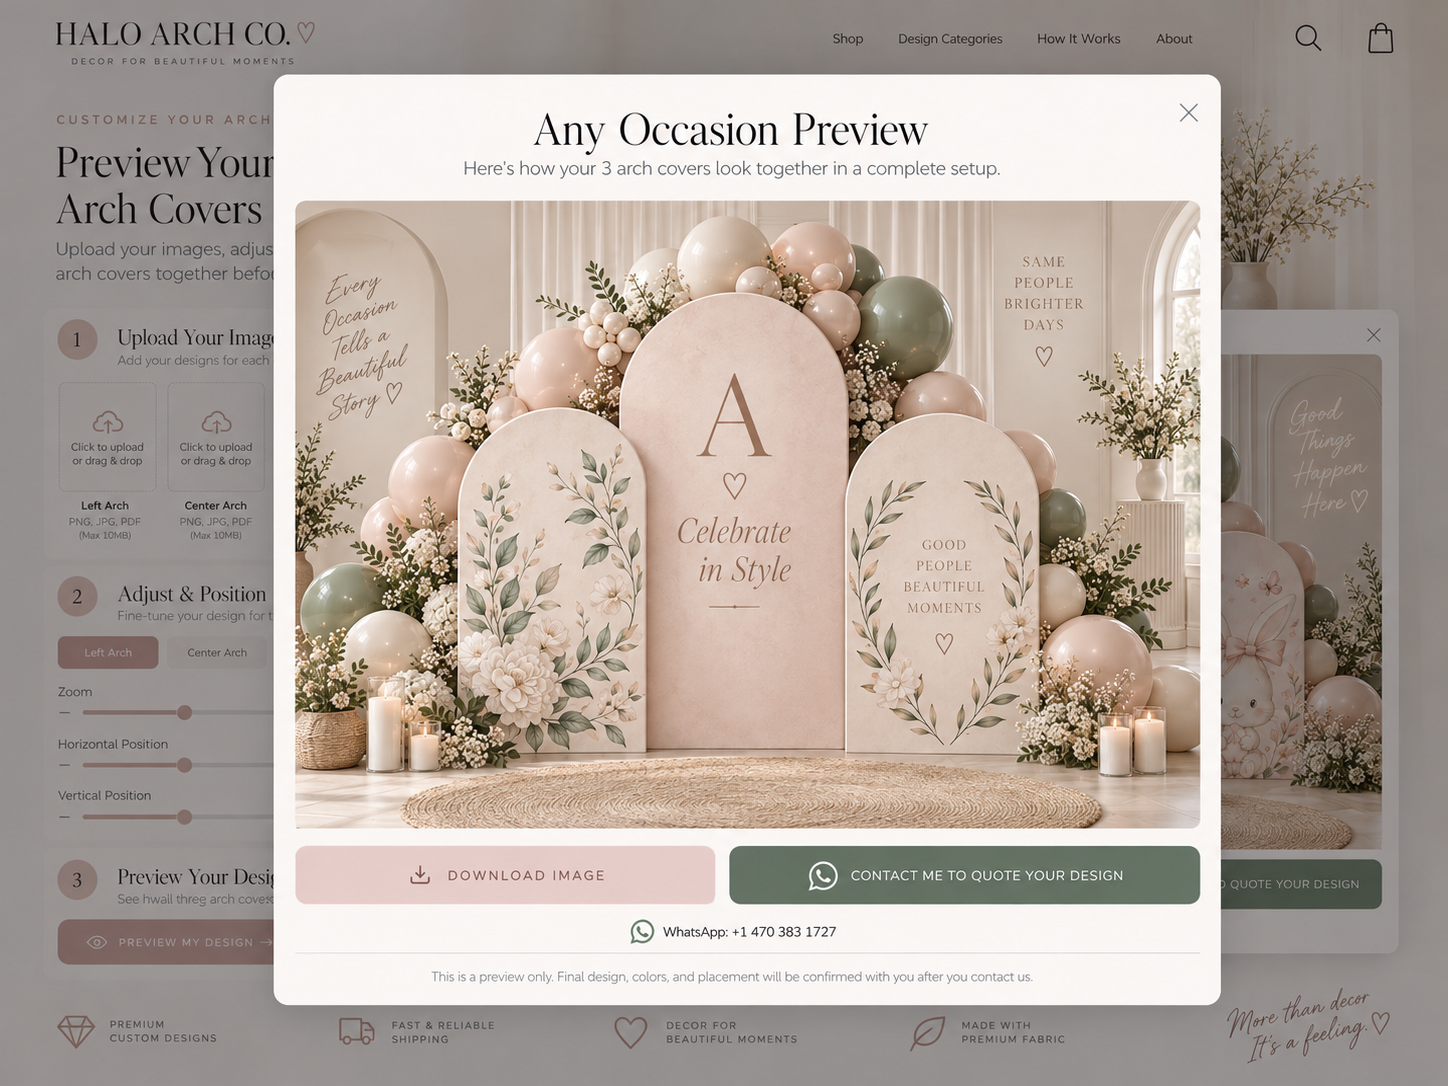 HALO ARCH CO.
DECOR FOR BEAUTIFUL MOMENTS
Shop
Design Categories
How It Works
About
CUSTOMIZE YOUR ARCH
Preview Your
Arch Covers
Upload your images, adjus
arch covers together befo
1
Upload Your Image
Add your designs for each
Click to upload
or drag & drop
Left Arch
PNG, JPG, PDF
(Max 10MB)
Click to upload
or drag & drop
Center Arch
PNG, JPG, PDF
(Max 10MB)
2
Adjust & Position
Fine-tune your design for t
Left Arch
Center Arch
Zoom
Horizontal Position
Vertical Position
3
Preview Your Desig
See hwall threg arch cove
PREVIEW MY DESIGN →
Any Occasion Preview
Here's how your 3 arch covers look together in a complete setup.
Every
Occasion
Tells a
Beautiful
Story
SAME
PEOPLE
BRIGHTER
DAYS
A
Celebrate
in Style
GOOD
PEOPLE
BEAUTIFUL
MOMENTS
DOWNLOAD IMAGE
CONTACT ME TO QUOTE YOUR DESIGN
WhatsApp: +1 470 383 1727
This is a preview only. Final design, colors, and placement will be confirmed with you after you contact us.
Good
Things
Happen
Here
O QUOTE YOUR DESIGN
PREMIUM
CUSTOM DESIGNS
FAST & RELIABLE
SHIPPING
DECOR FOR
BEAUTIFUL MOMENTS
MADE WITH
PREMIUM FABRIC
More than decor
It's a feeling.